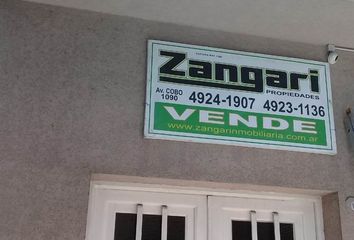 Zangari
PROPIEDADES
Av. COBO
1090
4924-1907 4923-1136
VENDE
www.zangarinmobiliaria.com.ar